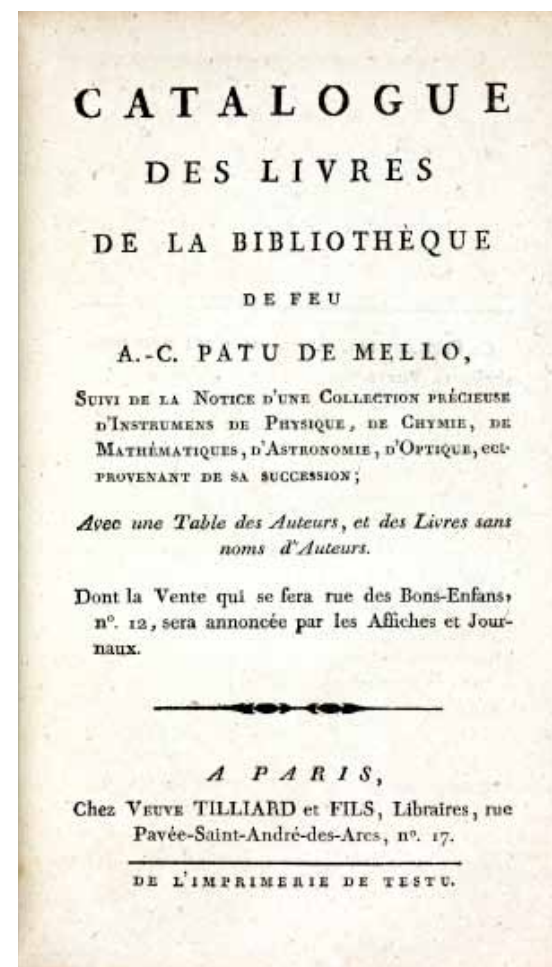 CATALOGUE
DES LIVRES
DE LA BIBLIOTHÈQUE
DE FEU
A.-C. PATU DE MELLO,
SUIVI DE LA NOTICE D'UNE COLLECTION PRÉCIEUSE
D'INSTRUMENS DE PHYSIQUE, DE CHYMIE, DE
MATHÉMATIQUES, D'ASTRONOMIE, D'OPTIQUE, ect.
PROVENANT DE SA SUCCESSION;
Avec une Table des Auteurs, et des Livres sans
noms d'Auteurs.
Dont la Vente qui se fera rue des Bons-Enfans,
nº. 12, sera annoncée par les Affiches et Jour-
naux.
A PARIS,
Chez VEUVE TILLIARD et FILS, Libraires, rue
Pavée-Saint-André-des-Arcs, nº. 17.
DE L'IMPRIMERIE DE TESTU.